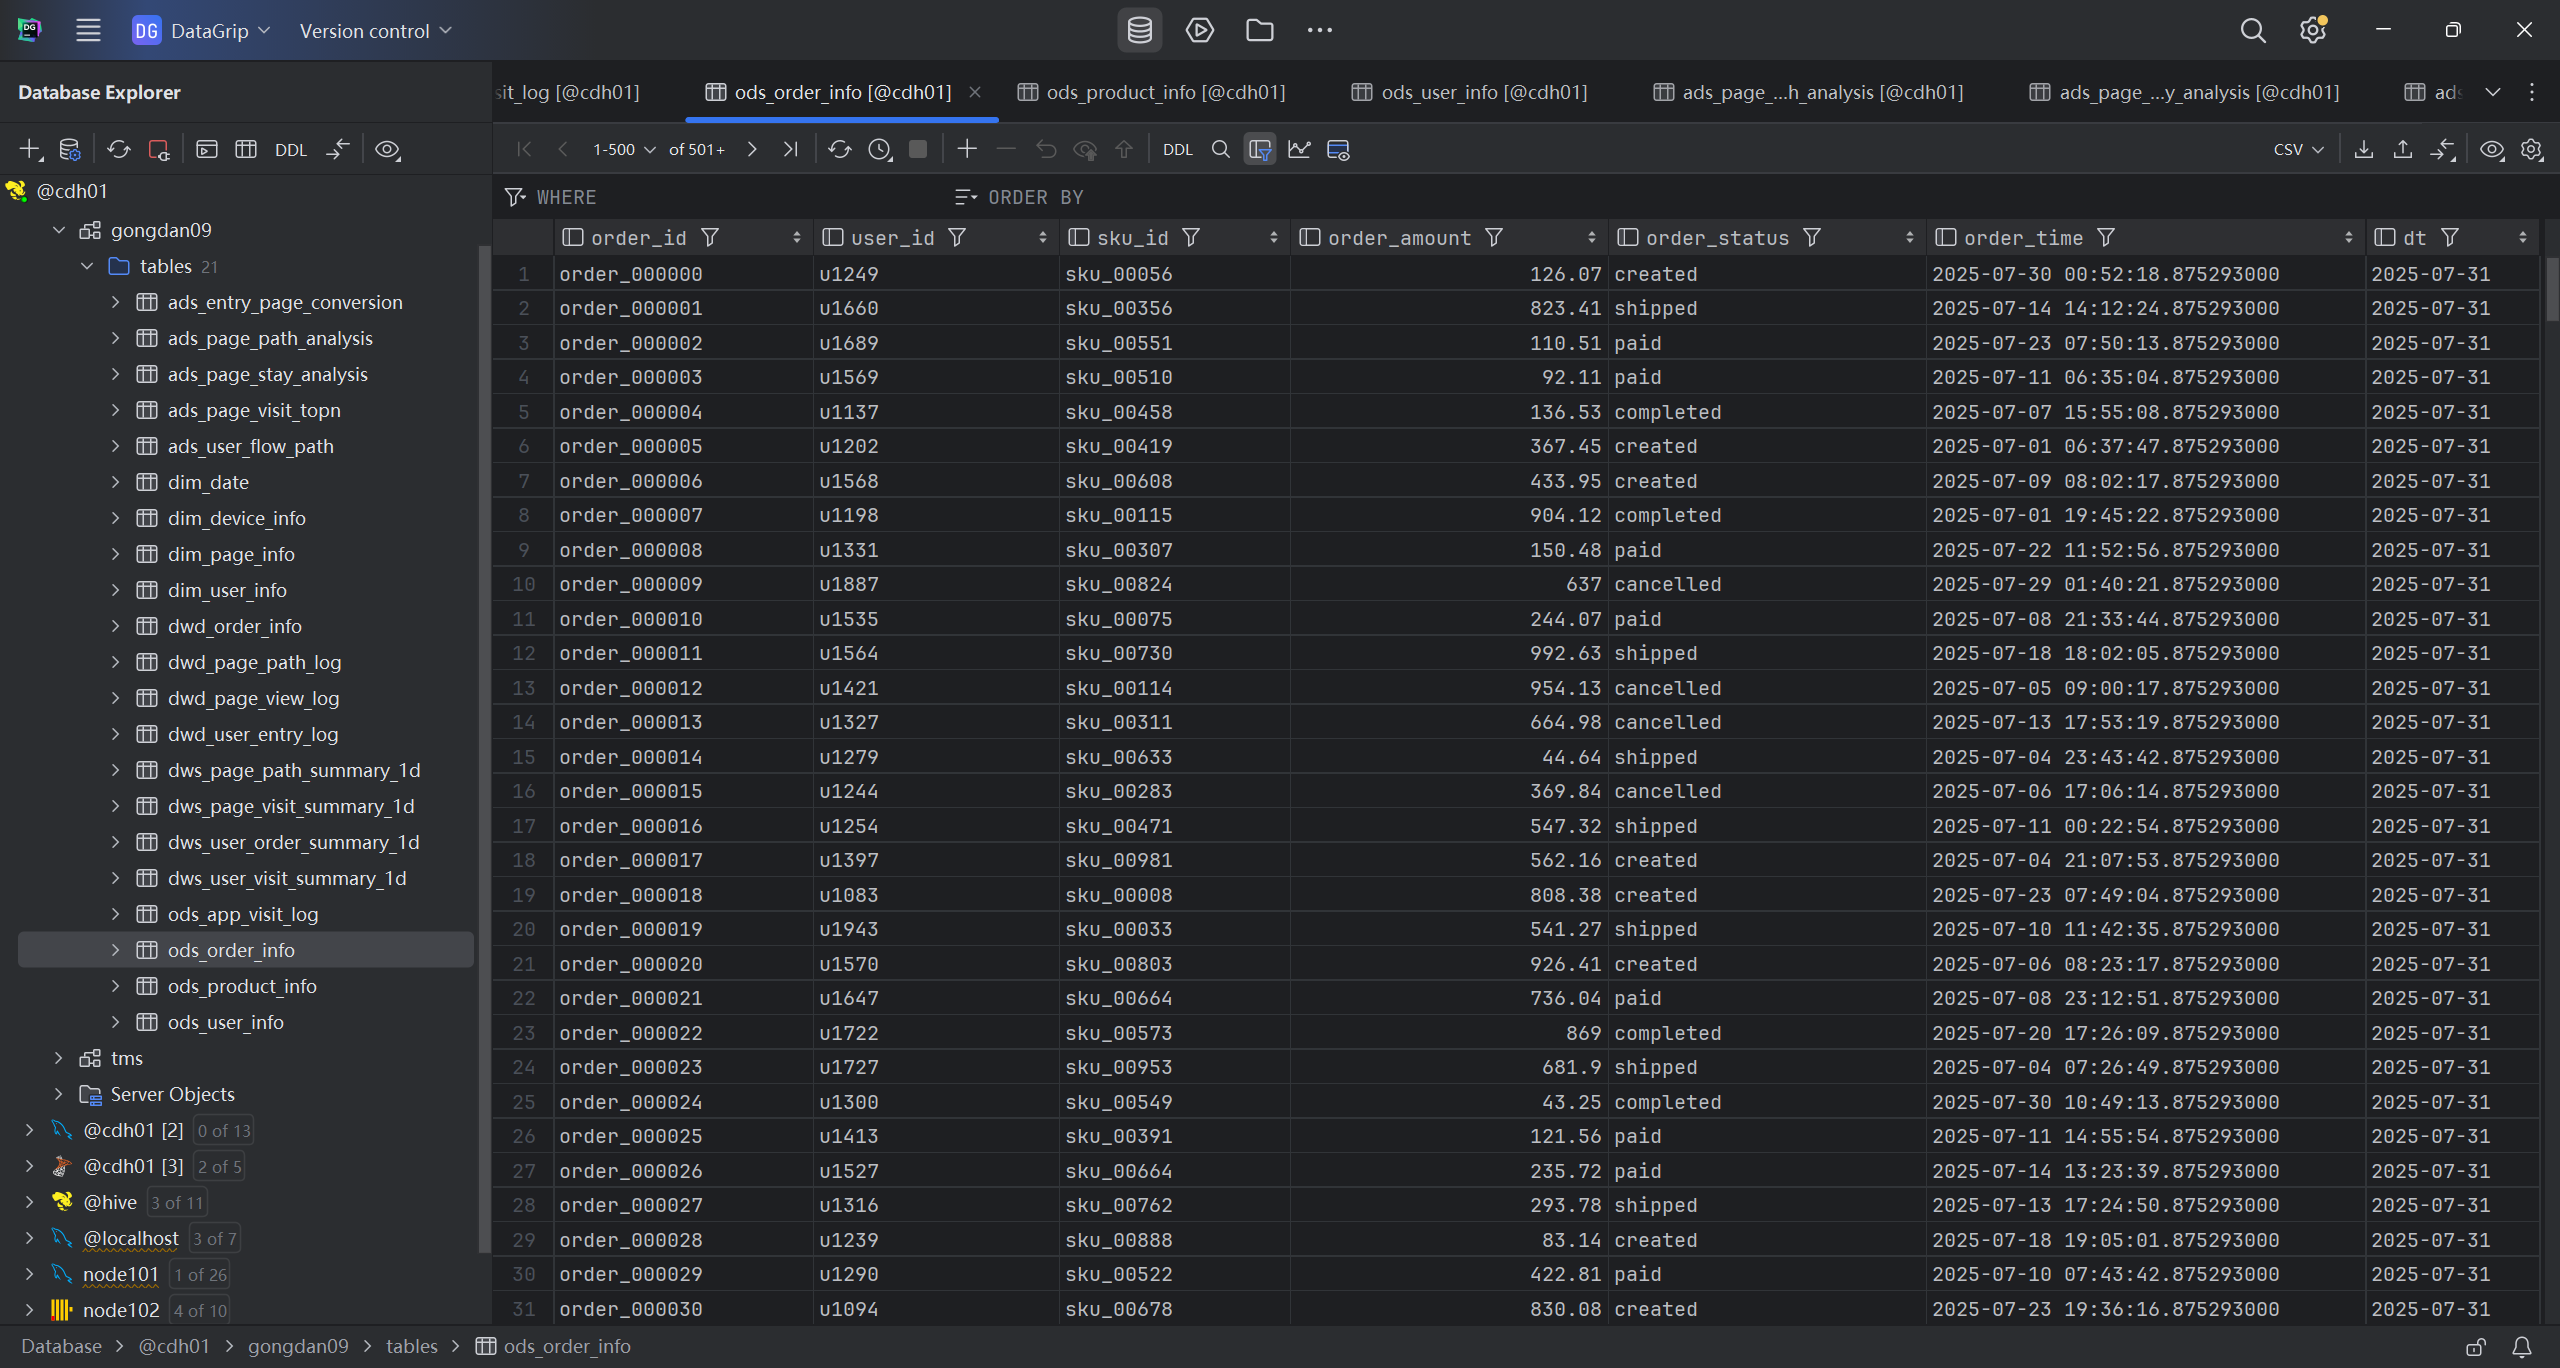 DG DataGrip Version control
Database Explorer
sit_log [@cdh01] ods_order_info [@cdh01] ods_product_info [@cdh01] ods_user_info [@cdh01] ads_page_...h_analysis [@cdh01] ads_page_...y_analysis [@cdh01] ads
DDL 1-500 of 501+ DDL CSV
WHERE ORDER BY
@cdh01
gongdan09
tables 21
ads_entry_page_conversion
ads_page_path_analysis
ads_page_stay_analysis
ads_page_visit_topn
ads_user_flow_path
dim_date
dim_device_info
dim_page_info
dim_user_info
dwd_order_info
dwd_page_path_log
dwd_page_view_log
dwd_user_entry_log
dws_page_path_summary_1d
dws_page_visit_summary_1d
dws_user_order_summary_1d
dws_user_visit_summary_1d
ods_app_visit_log
ods_order_info
ods_product_info
ods_user_info
tms
Server Objects
@cdh01 [2] 0 of 13
@cdh01 [3] 2 of 5
@hive 3 of 11
@localhost 3 of 7
node101 1 of 26
node102 4 of 10
order_id user_id sku_id order_amount order_status order_time dt
1 order_000000 u1249 sku_00056 126.07 created 2025-07-30 00:52:18.875293000 2025-07-31
2 order_000001 u1660 sku_00356 823.41 shipped 2025-07-14 14:12:24.875293000 2025-07-31
3 order_000002 u1689 sku_00551 110.51 paid 2025-07-23 07:50:13.875293000 2025-07-31
4 order_000003 u1569 sku_00510 92.11 paid 2025-07-11 06:35:04.875293000 2025-07-31
5 order_000004 u1137 sku_00458 136.53 completed 2025-07-07 15:55:08.875293000 2025-07-31
6 order_000005 u1202 sku_00419 367.45 created 2025-07-01 06:37:47.875293000 2025-07-31
7 order_000006 u1568 sku_00608 433.95 created 2025-07-09 08:02:17.875293000 2025-07-31
8 order_000007 u1198 sku_00115 904.12 completed 2025-07-01 19:45:22.875293000 2025-07-31
9 order_000008 u1331 sku_00307 150.48 paid 2025-07-22 11:52:56.875293000 2025-07-31
10 order_000009 u1887 sku_00824 637 cancelled 2025-07-29 01:40:21.875293000 2025-07-31
11 order_000010 u1535 sku_00075 244.07 paid 2025-07-08 21:33:44.875293000 2025-07-31
12 order_000011 u1564 sku_00730 992.63 shipped 2025-07-18 18:02:05.875293000 2025-07-31
13 order_000012 u1421 sku_00114 954.13 cancelled 2025-07-05 09:00:17.875293000 2025-07-31
14 order_000013 u1327 sku_00311 664.98 cancelled 2025-07-13 17:53:19.875293000 2025-07-31
15 order_000014 u1279 sku_00633 44.64 shipped 2025-07-04 23:43:42.875293000 2025-07-31
16 order_000015 u1244 sku_00283 369.84 cancelled 2025-07-06 17:06:14.875293000 2025-07-31
17 order_000016 u1254 sku_00471 547.32 shipped 2025-07-11 00:22:54.875293000 2025-07-31
18 order_000017 u1397 sku_00981 562.16 created 2025-07-04 21:07:53.875293000 2025-07-31
19 order_000018 u1083 sku_00008 808.38 created 2025-07-23 07:49:04.875293000 2025-07-31
20 order_000019 u1943 sku_00033 541.27 shipped 2025-07-10 11:42:35.875293000 2025-07-31
21 order_000020 u1570 sku_00803 926.41 created 2025-07-06 08:23:17.875293000 2025-07-31
22 order_000021 u1647 sku_00664 736.04 paid 2025-07-08 23:12:51.875293000 2025-07-31
23 order_000022 u1722 sku_00573 869 completed 2025-07-20 17:26:09.875293000 2025-07-31
24 order_000023 u1727 sku_00953 681.9 shipped 2025-07-04 07:26:49.875293000 2025-07-31
25 order_000024 u1300 sku_00549 43.25 completed 2025-07-30 10:49:13.875293000 2025-07-31
26 order_000025 u1413 sku_00391 121.56 paid 2025-07-11 14:55:54.875293000 2025-07-31
27 order_000026 u1527 sku_00664 235.72 paid 2025-07-14 13:23:39.875293000 2025-07-31
28 order_000027 u1316 sku_00762 293.78 shipped 2025-07-13 17:24:50.875293000 2025-07-31
29 order_000028 u1239 sku_00888 83.14 created 2025-07-18 19:05:01.875293000 2025-07-31
30 order_000029 u1290 sku_00522 422.81 paid 2025-07-10 07:43:42.875293000 2025-07-31
31 order_000030 u1094 sku_00678 830.08 created 2025-07-23 19:36:16.875293000 2025-07-31
Database > @cdh01 > gongdan09 > tables > ods_order_info